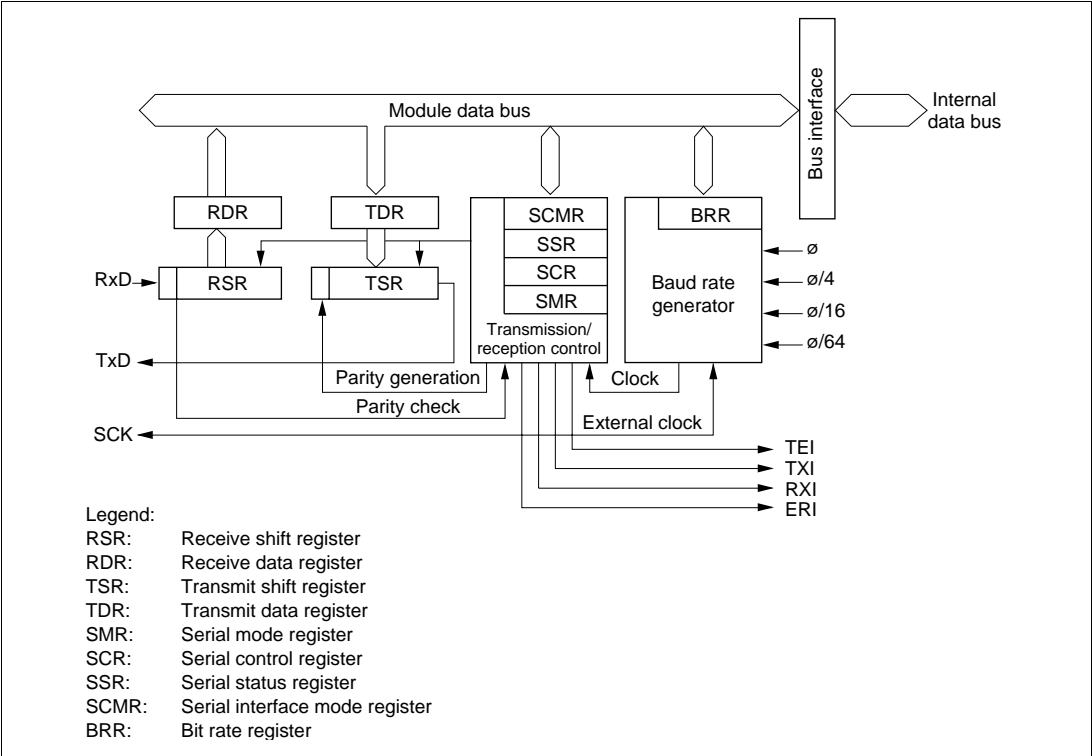 Module data bus
Bus interface
Internal
data bus
RDR
TDR
SCMR
SSR
SCR
SMR
Transmission/
reception control
BRR
Baud rate
generator
ø
ø/4
ø/16
ø/64
RxD
RSR
TSR
TxD
Parity generation
Clock
Parity check
External clock
SCK
TEI
TXI
RXI
ERI
Legend:
RSR: Receive shift register
RDR: Receive data register
TSR: Transmit shift register
TDR: Transmit data register
SMR: Serial mode register
SCR: Serial control register
SSR: Serial status register
SCMR: Serial interface mode register
BRR: Bit rate register